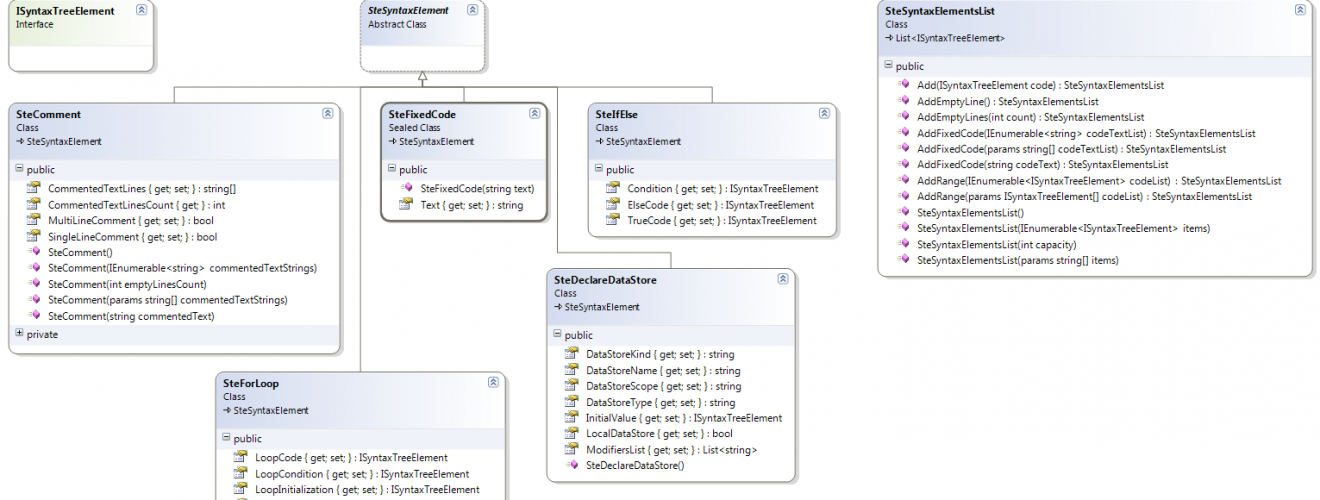 ISyntaxTreeElement
Interface
SteSyntaxElement
Abstract Class
SteSyntaxElementsList
Class
List<ISyntaxTreeElement>
public
Add(ISyntaxTreeElement code) : SteSyntaxElementsList
AddEmptyLine() : SteSyntaxElementsList
AddEmptyLines(int count) : SteSyntaxElementsList
AddFixedCode(IEnumerable<string> codeTextList) : SteSyntaxElementsList
AddFixedCode(params string[] codeTextList) : SteSyntaxElementsList
AddFixedCode(string codeText) : SteSyntaxElementsList
AddRange(IEnumerable<ISyntaxTreeElement> codeList) : SteSyntaxElementsList
AddRange(params ISyntaxTreeElement[] codeList) : SteSyntaxElementsList
SteSyntaxElementsList()
SteSyntaxElementsList(IEnumerable<ISyntaxTreeElement> items)
SteSyntaxElementsList(int capacity)
SteSyntaxElementsList(params string[] items)
SteComment
Class
SteSyntaxElement
public
CommentedTextLines { get; set; } : string[]
CommentedTextLinesCount { get; } : int
MultiLineComment { get; set; } : bool
SingleLineComment { get; set; } : bool
SteComment()
SteComment(IEnumerable<string> commentedTextStrings)
SteComment(int emptyLinesCount)
SteComment(params string[] commentedTextStrings)
SteComment(string commentedText)
private
SteFixedCode
Sealed Class
SteSyntaxElement
public
SteFixedCode(string text)
Text { get; set; } : string
SteIfElse
Class
SteSyntaxElement
public
Condition { get; set; } : ISyntaxTreeElement
ElseCode { get; set; } : ISyntaxTreeElement
TrueCode { get; set; } : ISyntaxTreeElement
SteDeclareDataStore
Class
SteSyntaxElement
public
DataStoreKind { get; set; } : string
DataStoreName { get; set; } : string
DataStoreScope { get; set; } : string
DataStoreType { get; set; } : string
InitialValue { get; set; } : ISyntaxTreeElement
LocalDataStore { get; set; } : bool
ModifiersList { get; set; } : List<string>
SteDeclareDataStore()
SteForLoop
Class
SteSyntaxElement
public
LoopCode { get; set; } : ISyntaxTreeElement
LoopCondition { get; set; } : ISyntaxTreeElement
LoopInitialization { get; set; } : ISyntaxTreeElement